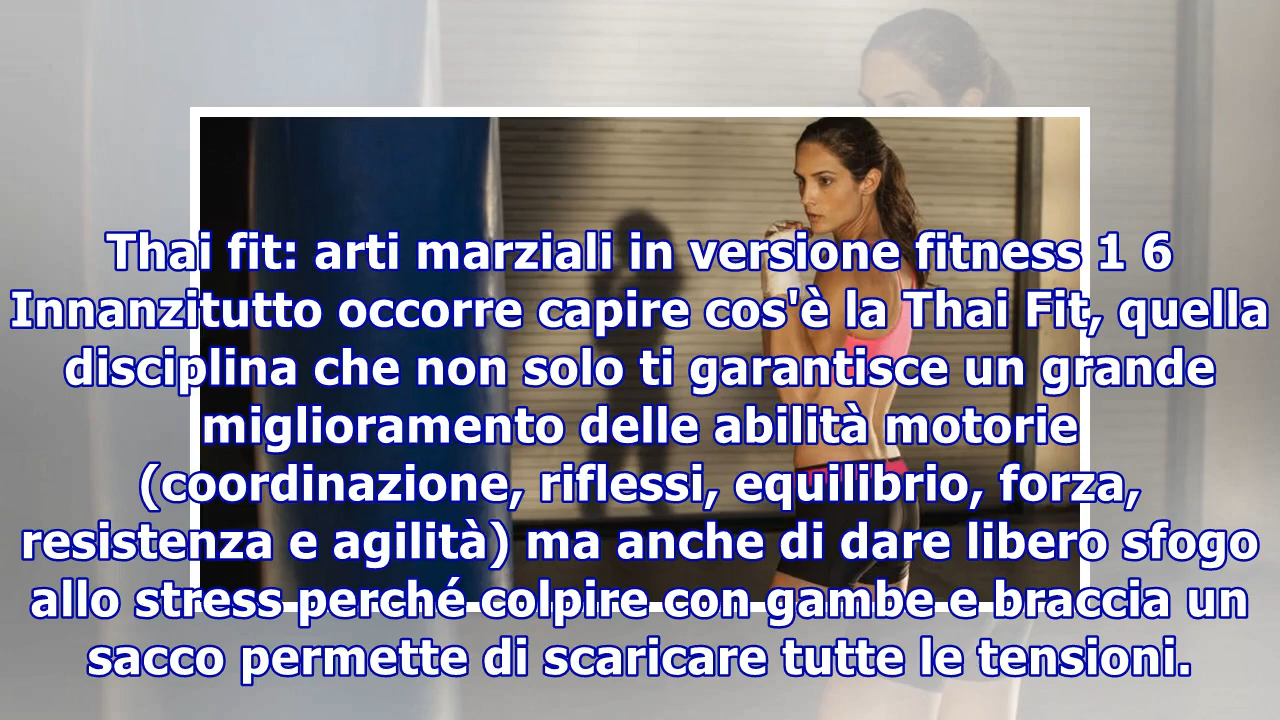 Thai fit: arti marziali in versione fitness 1 6
Innanzitutto occorre capire cos'è la Thai Fit, quella
disciplina che non solo ti garantisce un grande
miglioramento delle abilità motorie
(coordinazione, riflessi, equilibrio, forza,
resistenza e agilità) ma anche di dare libero sfogo
allo stress perché colpire con gambe e braccia un
sacco permette di scaricare tutte le tensioni.